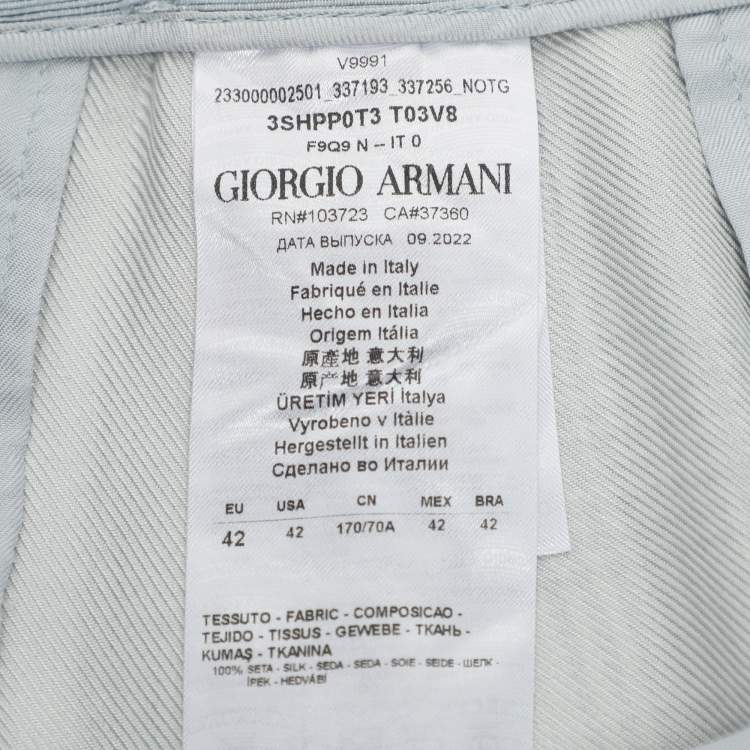 V9991
233000002501_337193_337256_NOTG
3SHPP0T3 T03V8
F9Q9 N -- IT 0
GIORGIO ARMANI
RN#103723 CA#37360
ДАТА ВЫПУСКА 09.2022
Made in Italy
Fabriqué en Italie
Hecho en Italia
Origem Itália
原產地 意大利
原产地 意大利
ÜRETİM YERİ İtalya
Vyrobeno v Itàlie
Hergestellt in Italien
Сделано во Италии
EU USA CN MEX BRA
42 42 170/70A 42 42
TESSUTO - FABRIC - COMPOSICAO -
TEJIDO - TISSUS - GEWEBE - ТКАНЬ -
KUMAŞ - TKANINA
100% SETA - SILK - SEDA - SEDA - SOIE - SEIDE - ШЕЛК -
İPEK - HEDVÁBÍ